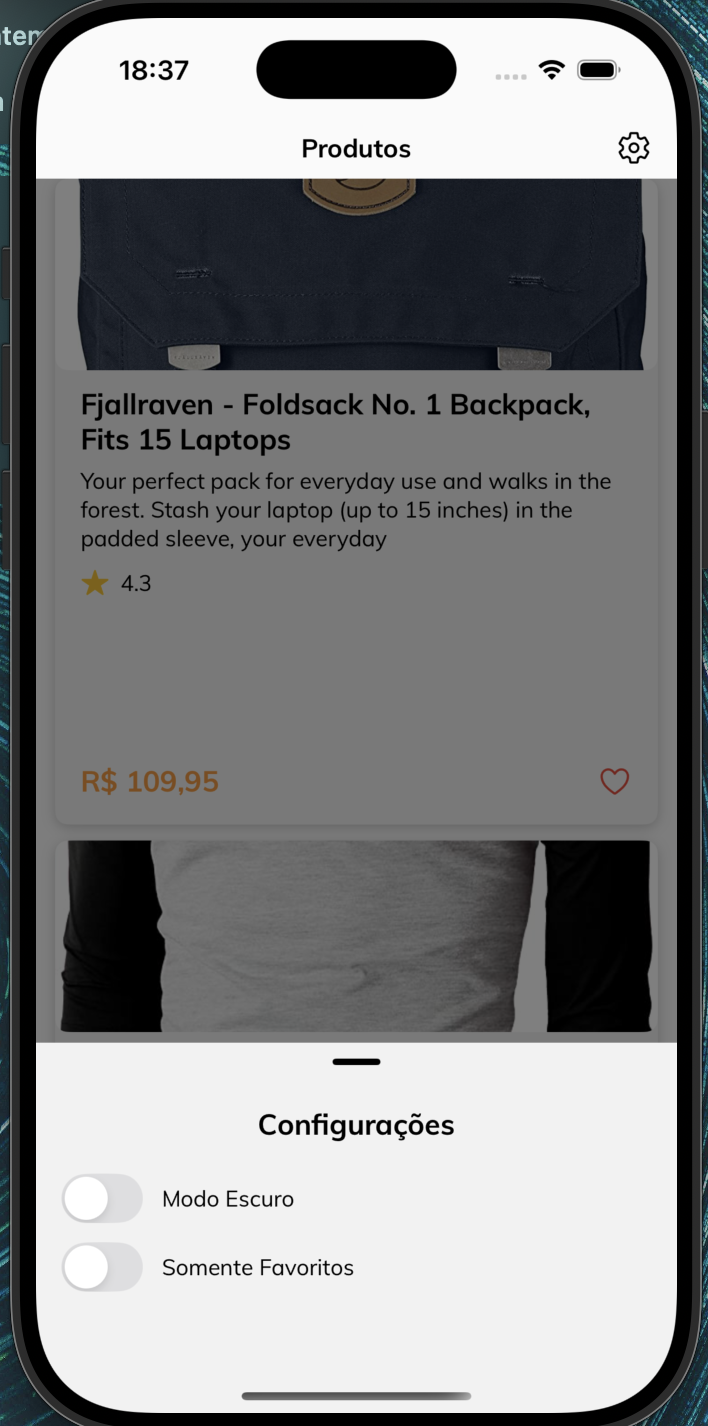 18:37
Produtos
Fjallraven - Foldsack No. 1 Backpack,
Fits 15 Laptops
Your perfect pack for everyday use and walks in the
forest. Stash your laptop (up to 15 inches) in the
padded sleeve, your everyday
4.3
R$ 109,95
Configurações
Modo Escuro
Somente Favoritos